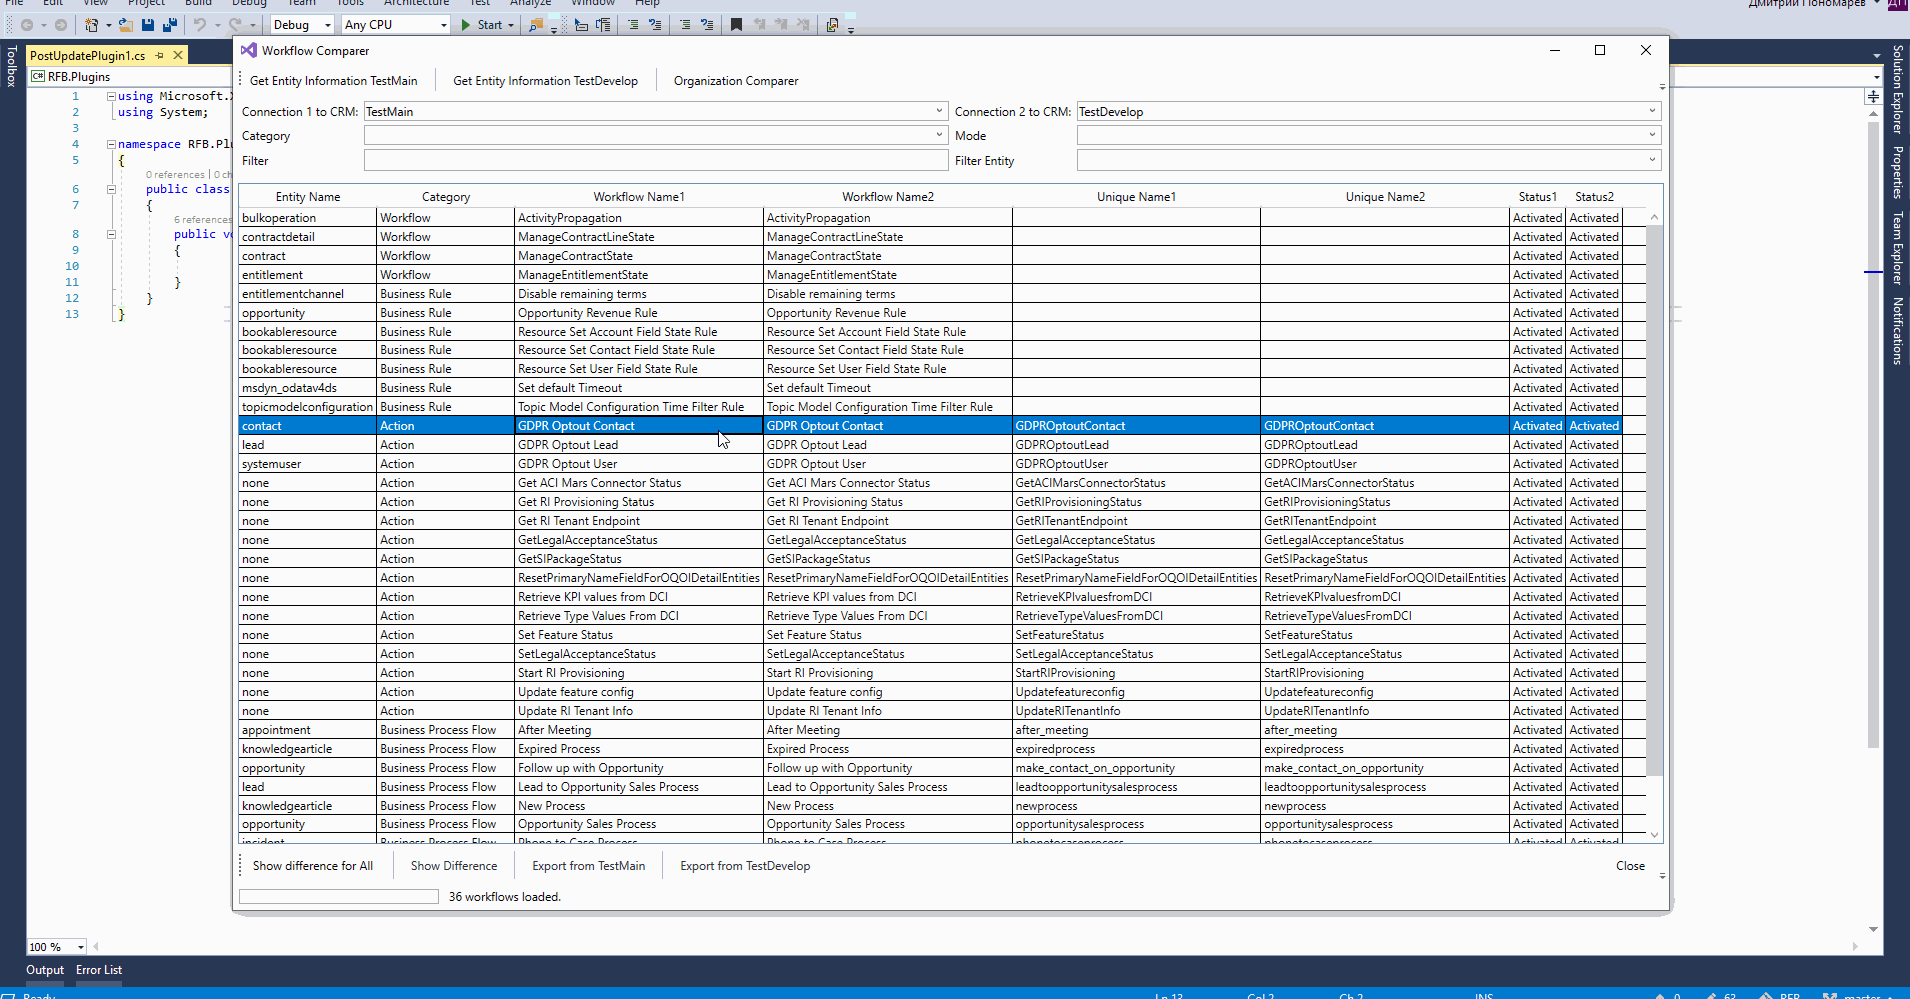 File Edit View Project Build Debug Team Tools Architecture Test Analyze Window Help
Дмитрий Пономарев ДП
Debug Any CPU Start
Toolbox
PostUpdatePlugin1.cs
RFB.Plugins
1 using Microsoft.X
2 using System;
3
4 namespace RFB.Plu
5 {
0 references | 0 ch
6 public class
7 {
6 references
8 public vo
9 {
10
11 }
12 }
13 }
Workflow Comparer
Get Entity Information TestMain Get Entity Information TestDevelop Organization Comparer
Connection 1 to CRM: TestMain Connection 2 to CRM: TestDevelop
Category Mode
Filter Filter Entity
Entity Name Category Workflow Name1 Workflow Name2 Unique Name1 Unique Name2 Status1 Status2
bulkoperation Workflow ActivityPropagation ActivityPropagation Activated Activated
contractdetail Workflow ManageContractLineState ManageContractLineState Activated Activated
contract Workflow ManageContractState ManageContractState Activated Activated
entitlement Workflow ManageEntitlementState ManageEntitlementState Activated Activated
entitlementchannel Business Rule Disable remaining terms Disable remaining terms Activated Activated
opportunity Business Rule Opportunity Revenue Rule Opportunity Revenue Rule Activated Activated
bookableresource Business Rule Resource Set Account Field State Rule Resource Set Account Field State Rule Activated Activated
bookableresource Business Rule Resource Set Contact Field State Rule Resource Set Contact Field State Rule Activated Activated
bookableresource Business Rule Resource Set User Field State Rule Resource Set User Field State Rule Activated Activated
msdyn_odatav4ds Business Rule Set default Timeout Set default Timeout Activated Activated
topicmodelconfiguration Business Rule Topic Model Configuration Time Filter Rule Topic Model Configuration Time Filter Rule Activated Activated
contact Action GDPR Optout Contact GDPR Optout Contact GDPROptoutContact GDPROptoutContact Activated Activated
lead Action GDPR Optout Lead GDPR Optout Lead GDPROptoutLead GDPROptoutLead Activated Activated
systemuser Action GDPR Optout User GDPR Optout User GDPROptoutUser GDPROptoutUser Activated Activated
none Action Get ACI Mars Connector Status Get ACI Mars Connector Status GetACIMarsConnectorStatus GetACIMarsConnectorStatus Activated Activated
none Action Get RI Provisioning Status Get RI Provisioning Status GetRIProvisioningStatus GetRIProvisioningStatus Activated Activated
none Action Get RI Tenant Endpoint Get RI Tenant Endpoint GetRITenantEndpoint GetRITenantEndpoint Activated Activated
none Action GetLegalAcceptanceStatus GetLegalAcceptanceStatus GetLegalAcceptanceStatus GetLegalAcceptanceStatus Activated Activated
none Action GetSIPackageStatus GetSIPackageStatus GetSIPackageStatus GetSIPackageStatus Activated Activated
none Action ResetPrimaryNameFieldForOQOIDetailEntities ResetPrimaryNameFieldForOQOIDetailEntities ResetPrimaryNameFieldForOQOIDetailEntities ResetPrimaryNameFieldForOQOIDetailEntities Activated Activated
none Action Retrieve KPI values from DCI Retrieve KPI values from DCI RetrieveKPIvaluesfromDCI RetrieveKPIvaluesfromDCI Activated Activated
none Action Retrieve Type Values From DCI Retrieve Type Values From DCI RetrieveTypeValuesFromDCI RetrieveTypeValuesFromDCI Activated Activated
none Action Set Feature Status Set Feature Status SetFeatureStatus SetFeatureStatus Activated Activated
none Action SetLegalAcceptanceStatus SetLegalAcceptanceStatus SetLegalAcceptanceStatus SetLegalAcceptanceStatus Activated Activated
none Action Start RI Provisioning Start RI Provisioning StartRIProvisioning StartRIProvisioning Activated Activated
none Action Update feature config Update feature config Updatefeatureconfig Updatefeatureconfig Activated Activated
none Action Update RI Tenant Info Update RI Tenant Info UpdateRITenantInfo UpdateRITenantInfo Activated Activated
appointment Business Process Flow After Meeting After Meeting after_meeting after_meeting Activated Activated
knowledgearticle Business Process Flow Expired Process Expired Process expiredprocess expiredprocess Activated Activated
opportunity Business Process Flow Follow up with Opportunity Follow up with Opportunity make_contact_on_opportunity make_contact_on_opportunity Activated Activated
lead Business Process Flow Lead to Opportunity Sales Process Lead to Opportunity Sales Process leadtoopportunitysalesprocess leadtoopportunitysalesprocess Activated Activated
knowledgearticle Business Process Flow New Process New Process newprocess newprocess Activated Activated
opportunity Business Process Flow Opportunity Sales Process Opportunity Sales Process opportunitysalesprocess opportunitysalesprocess Activated Activated
incident Business Process Flow Phone to Case Process Phone to Case Process phonetocaseprocess phonetocaseprocess Activated Activated
Show difference for All Show Difference Export from TestMain Export from TestDevelop Close
36 workflows loaded.
Solution Explorer
Properties
Team Explorer
Notifications
100 %
Output Error List
Ready Ln 13 Col 2 Ch 2 INS 0 63 RFB master